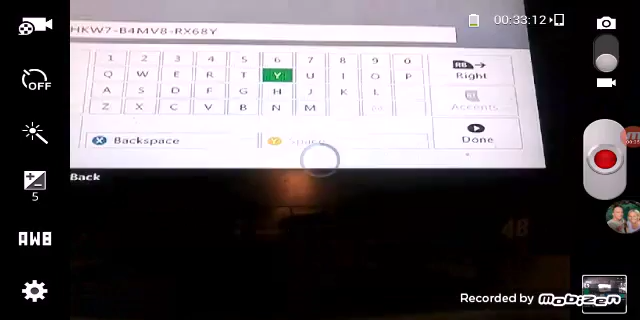 HKW7-B4MV8-RX68Y
00:33:12
1 2 3 4 5 6 7 8 9 0
Q W E R T Y U I O P
A S D F G H J K L
Z X C V B N M
RB Right
Accents
Done
X Backspace
Y Space
Back
OFF
5
AWB
Recorded by Mobizen